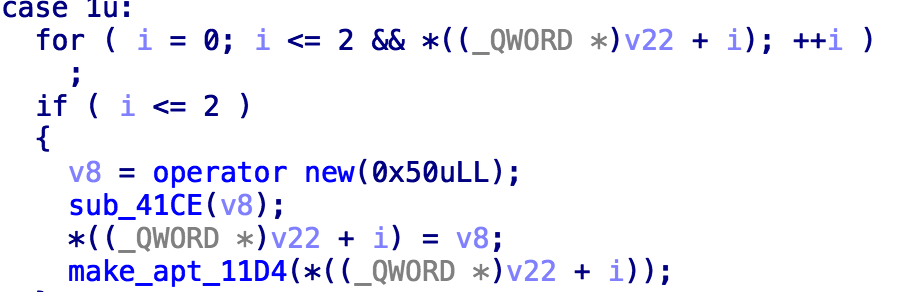 case 1u:
for ( i = 0; i <= 2 && *((_QWORD *)v22 + i); ++i )
;
if ( i <= 2 )
{
v8 = operator new(0x50uLL);
sub_41CE(v8);
*((_QWORD *)v22 + i) = v8;
make_apt_11D4(*((_QWORD *)v22 + i));